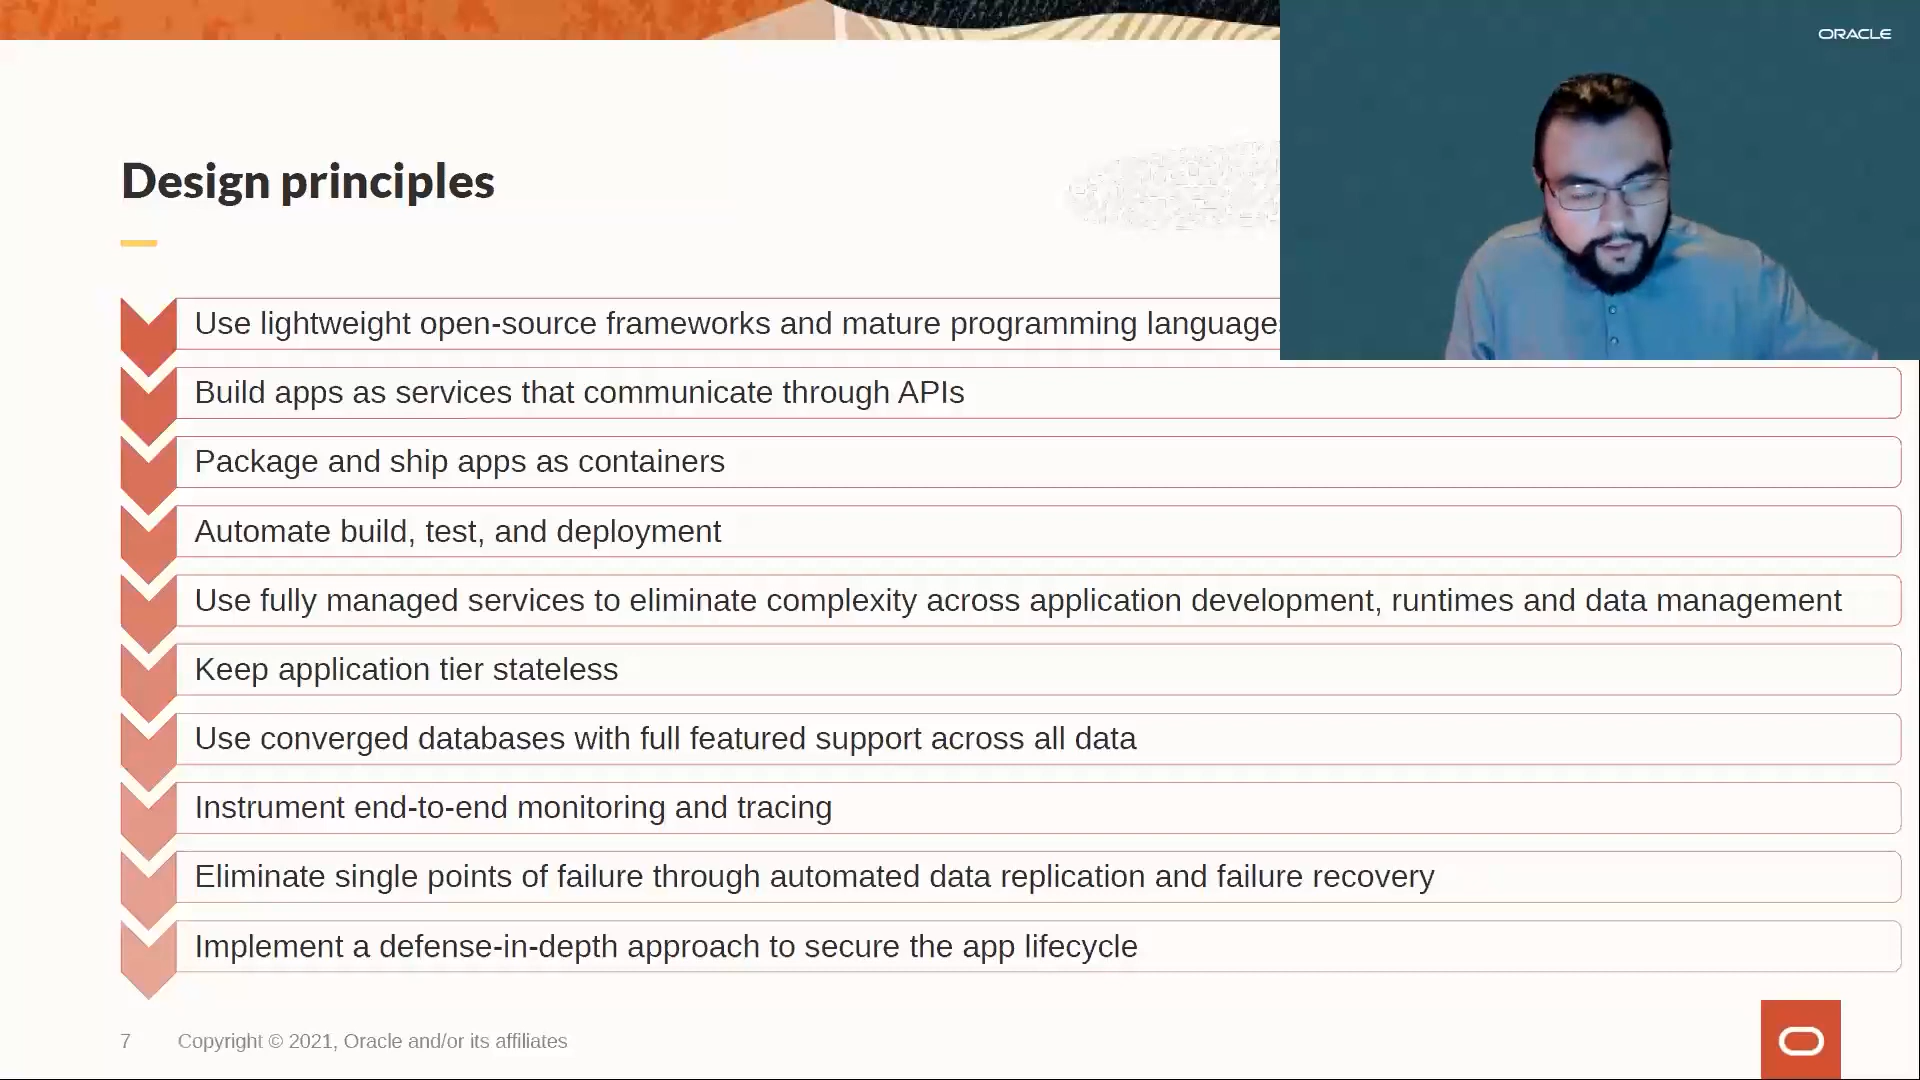 ORACLE
Design principles
Use lightweight open-source frameworks and mature programming languages
Build apps as services that communicate through APIs
Package and ship apps as containers
Automate build, test, and deployment
Use fully managed services to eliminate complexity across application development, runtimes and data management
Keep application tier stateless
Use converged databases with full featured support across all data
Instrument end-to-end monitoring and tracing
Eliminate single points of failure through automated data replication and failure recovery
Implement a defense-in-depth approach to secure the app lifecycle
7 Copyright © 2021, Oracle and/or its affiliates